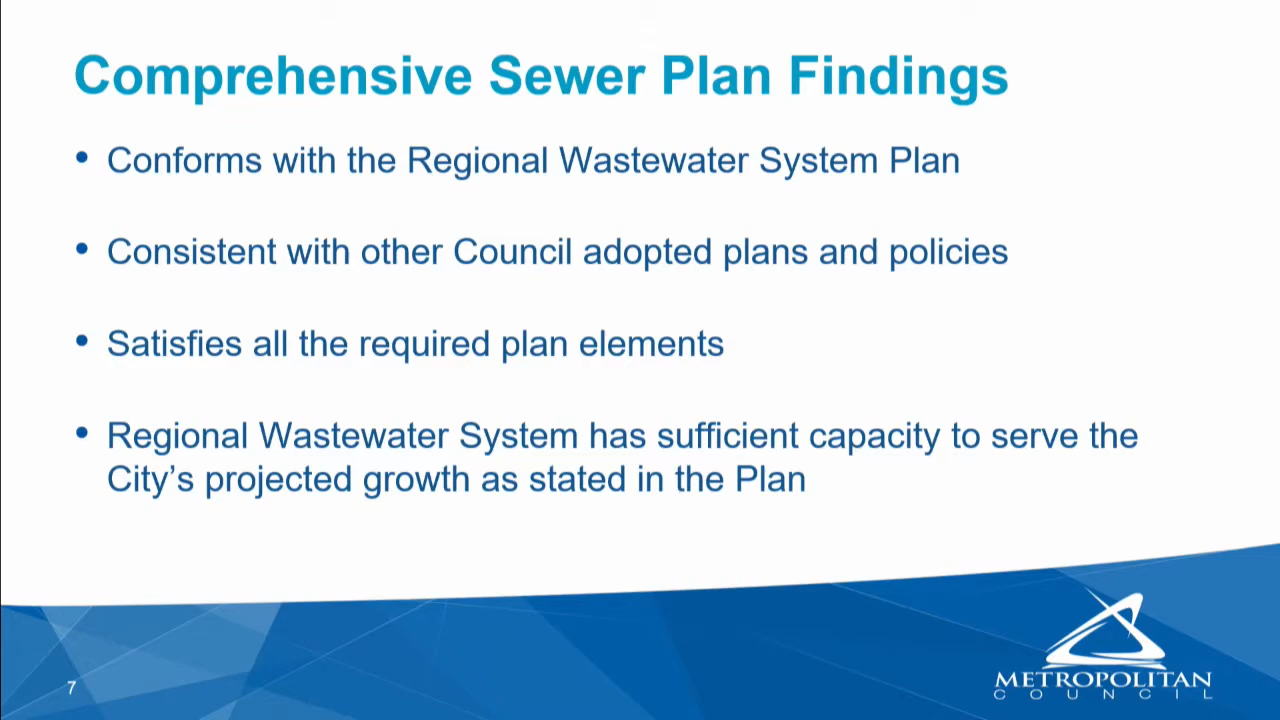 Comprehensive Sewer Plan Findings
• Conforms with the Regional Wastewater System Plan
• Consistent with other Council adopted plans and policies
• Satisfies all the required plan elements
• Regional Wastewater System has sufficient capacity to serve the
City’s projected growth as stated in the Plan
7
METROPOLITAN
COUNCIL